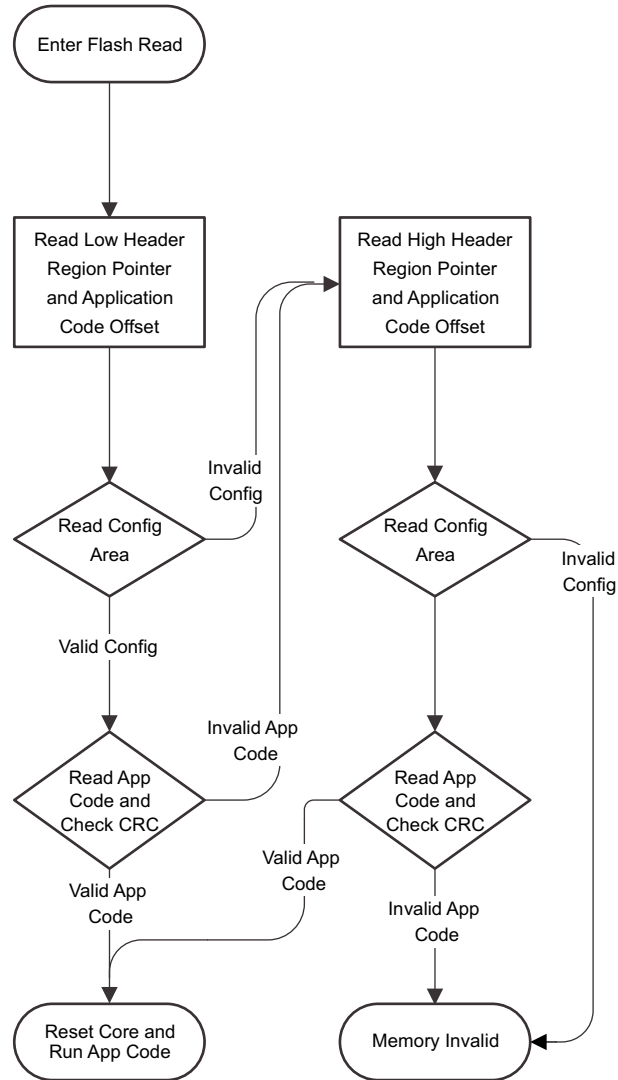 Enter Flash Read
Read Low Header
Region Pointer
and Application
Code Offset
Read High Header
Region Pointer
and Application
Code Offset
Invalid
Config
Read Config
Area
Read Config
Area
Invalid
Config
Valid Config
Invalid App
Code
Read App
Code and
Check CRC
Read App
Code and
Check CRC
Valid App
Code
Valid App
Code
Invalid App
Code
Reset Core and
Run App Code
Memory Invalid